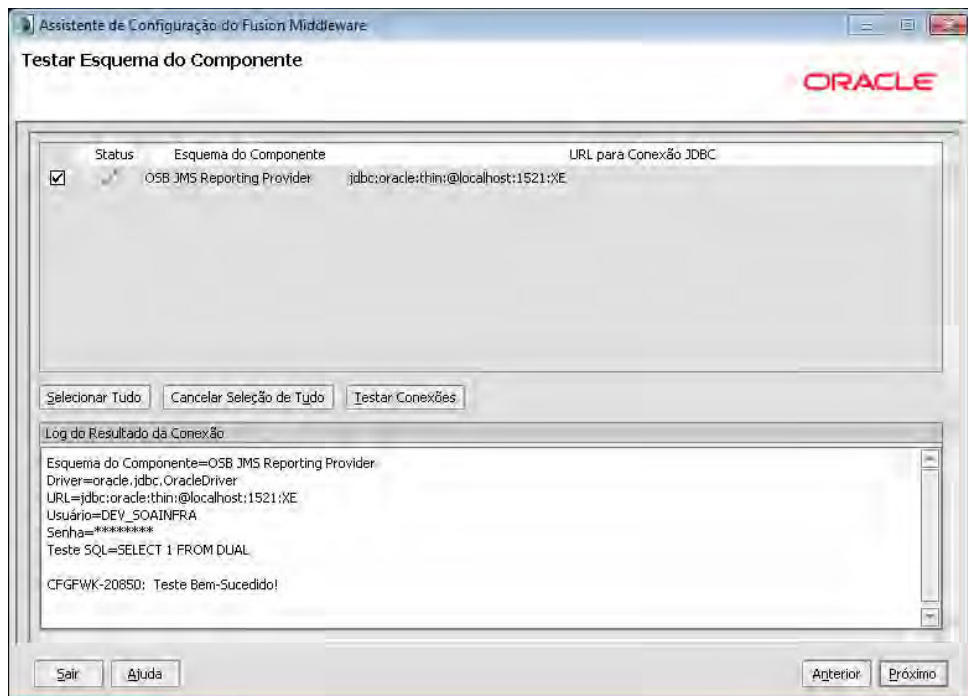 Assistente de Configuração do Fusion Middleware
Testar Esquema do Componente
ORACLE
Status Esquema do Componente URL para Conexão JDBC
OSB JMS Reporting Provider jdbc:oracle:thin:@localhost:1521:XE
Selecionar Tudo Cancelar Seleção de Tudo Testar Conexões
Log do Resultado da Conexão
Esquema do Componente=OSB JMS Reporting Provider
Driver=oracle.jdbc.OracleDriver
URL=jdbc:oracle:thin:@localhost:1521:XE
Usuário=DEV_SOAINFRA
Senha=********
Teste SQL=SELECT 1 FROM DUAL
CFGFWK-20850: Teste Bem-Sucedido!
Sair Ajuda Anterior Próximo